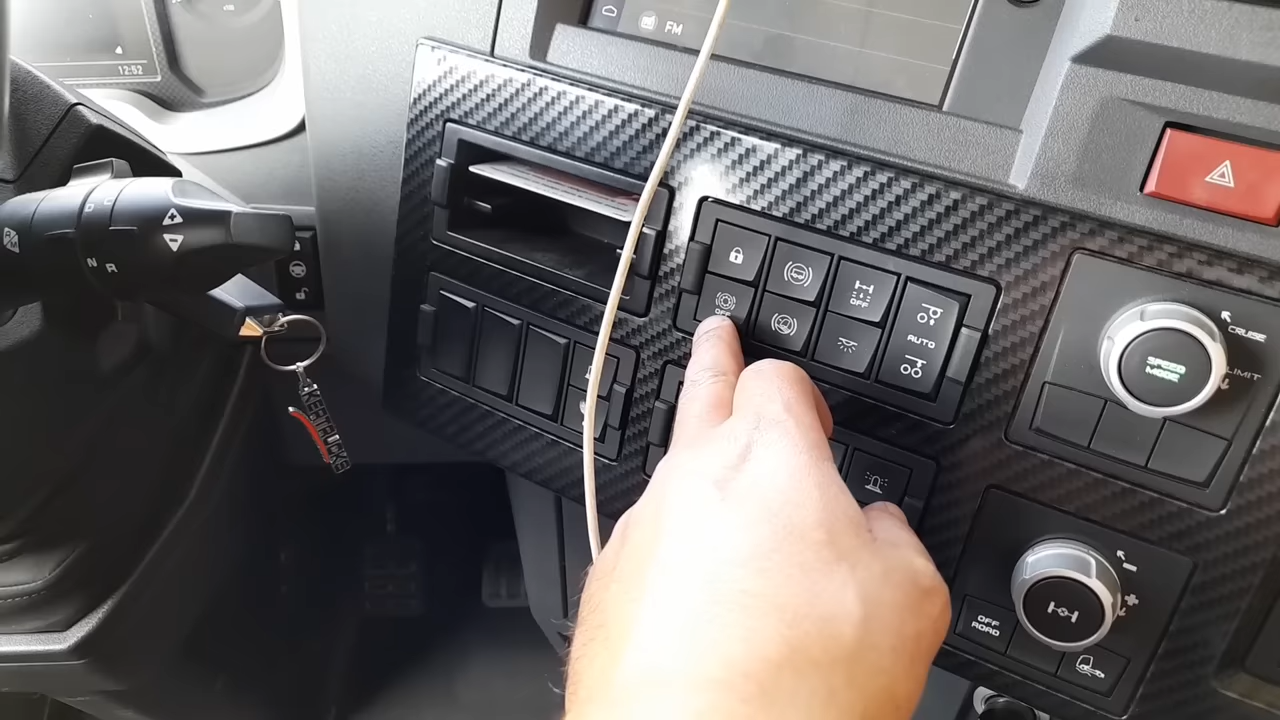 12:52
FM
D C
R/M
N R
OFF
OFF
AUTO
CRUISE
SPEED
MODE
LIMIT
OFF
ROAD